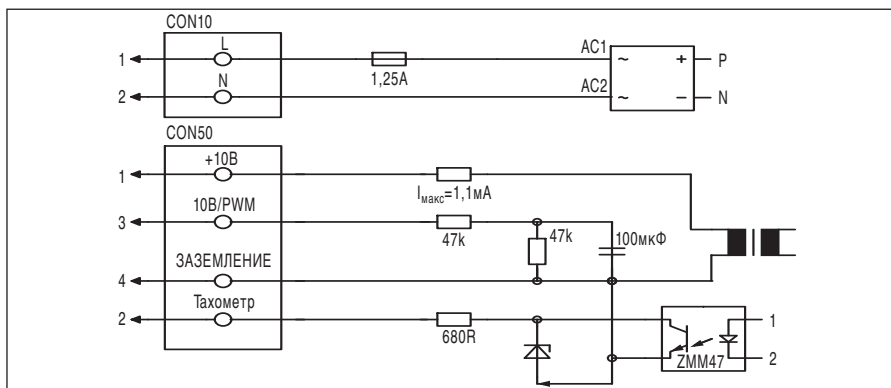 CON10
L
1
1,25A
AC1
~
+
P
N
2
AC2
~
−
N
CON50
+10В
1
Iмакс=1,1мА
10В/PWM
3
47k
47k
100мкФ
ЗАЗЕМЛЕНИЕ
4
Тахометр
2
680R
1
ZMM47
2